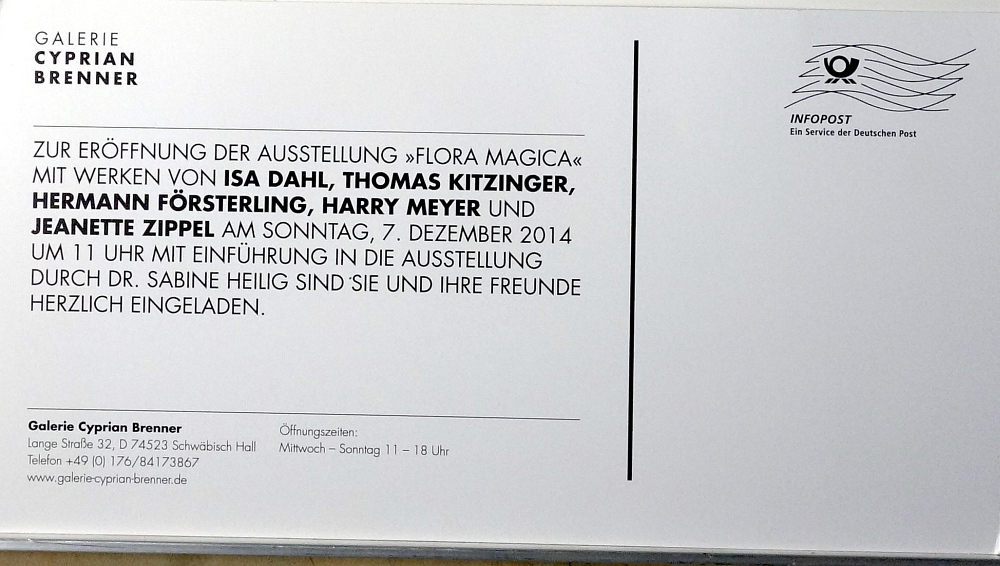 GALERIE
CYPRIAN
BRENNER
INFOPOST
Ein Service der Deutschen Post
ZUR ERÖFFNUNG DER AUSSTELLUNG »FLORA MAGICA«
MIT WERKEN VON ISA DAHL, THOMAS KITZINGER,
HERMANN FÖRSTERLING, HARRY MEYER UND
JEANETTE ZIPPEL AM SONNTAG, 7. DEZEMBER 2014
UM 11 UHR MIT EINFÜHRUNG IN DIE AUSSTELLUNG
DURCH DR. SABINE HEILIG SIND SIE UND IHRE FREUNDE
HERZLICH EINGELADEN.
Galerie Cyprian Brenner
Lange Straße 32, D 74523 Schwäbisch Hall
Telefon +49 (0) 176/84173867
www.galerie-cyprian-brenner.de
Öffnungszeiten:
Mittwoch – Sonntag 11 – 18 Uhr